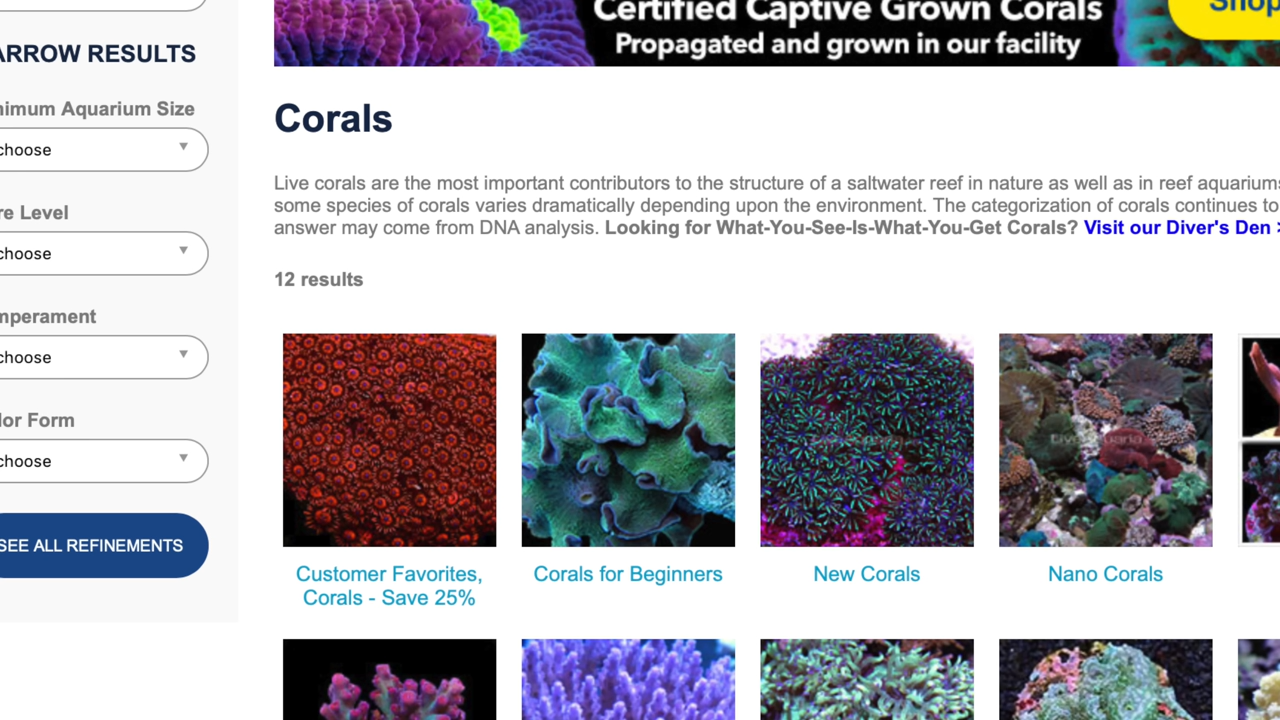 Certified Captive Grown Corals
Propagated and grown in our facility
Shop
ARROW RESULTS
nimum Aquarium Size
choose
re Level
choose
mperament
choose
lor Form
choose
SEE ALL REFINEMENTS
Corals
Live corals are the most important contributors to the structure of a saltwater reef in nature as well as in reef aquariums
some species of corals varies dramatically depending upon the environment. The categorization of corals continues to
answer may come from DNA analysis. Looking for What-You-See-Is-What-You-Get Corals? Visit our Diver's Den >
12 results
Customer Favorites,
Corals - Save 25%
Corals for Beginners
New Corals
Nano Corals